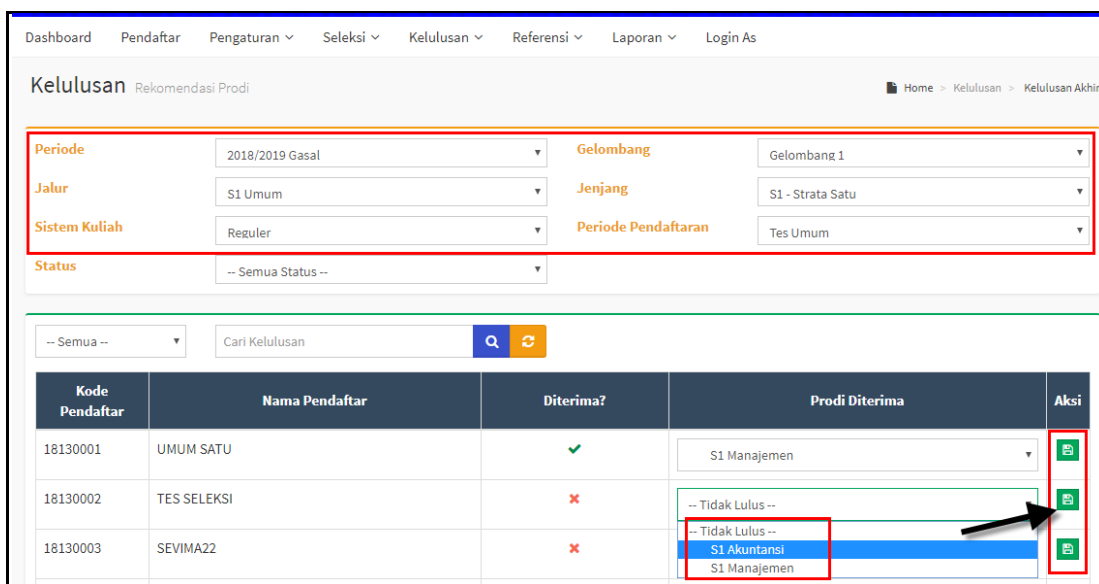 Dashboard Pendaftar Pengaturan Seleksi Kelulusan Referensi Laporan Login As
Kelulusan Rekomendasi Prodi Home > Kelulusan > Kelulusan Akhir
Periode 2018/2019 Gasal Gelombang Gelombang 1
Jalur S1 Umum Jenjang S1 - Strata Satu
Sistem Kuliah Reguler Periode Pendaftaran Tes Umum
Status -- Semua Status --
-- Semua -- Cari Kelulusan
Kode Pendaftar Nama Pendaftar Diterima? Prodi Diterima Aksi
18130001 UMUM SATU S1 Manajemen
18130002 TES SELEKSI -- Tidak Lulus --
-- Tidak Lulus --
18130003 SEVIMA22 S1 Akuntansi
S1 Manajemen